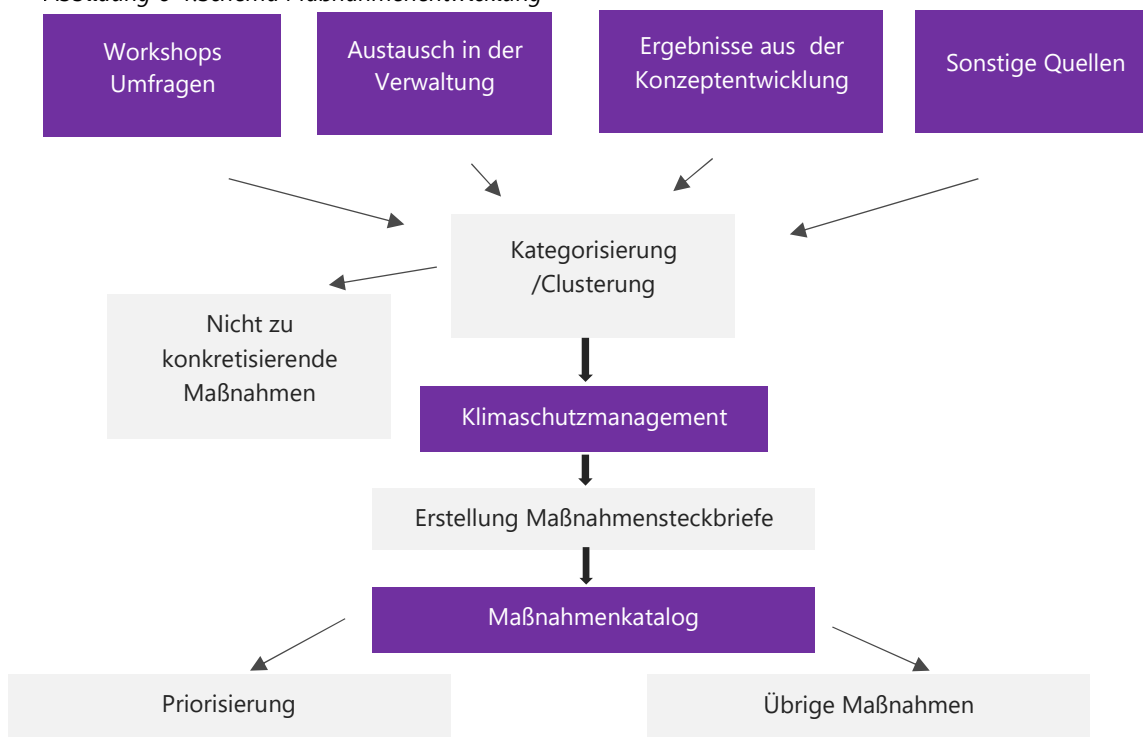 Workshops
Umfragen
Austausch in der
Verwaltung
Ergebnisse aus der
Konzeptentwicklung
Sonstige Quellen
Kategorisierung
/Clusterung
Nicht zu
konkretisierende
Maßnahmen
Klimaschutzmanagement
Erstellung Maßnahmensteckbriefe
Maßnahmenkatalog
Priorisierung
Übrige Maßnahmen